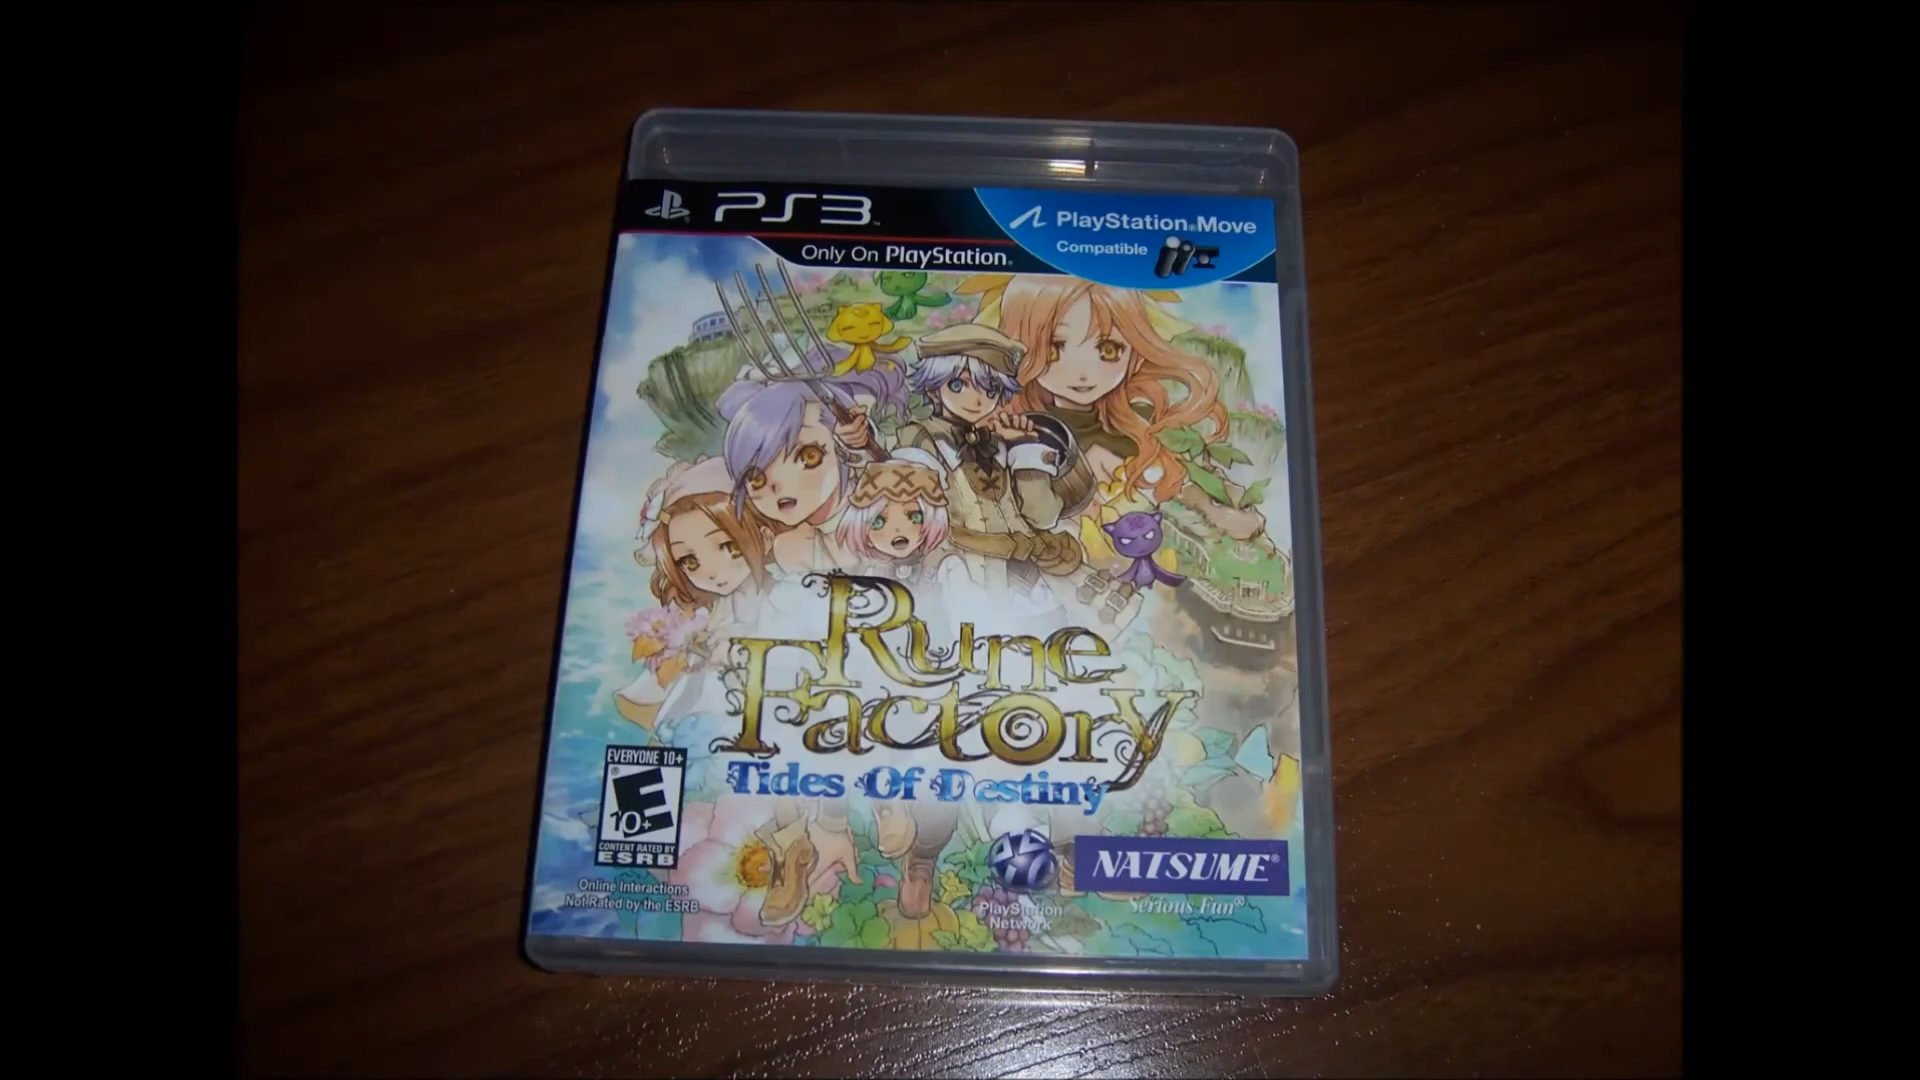 PS3
PlayStation®Move
Compatible
Only On PlayStation®
Rune
Factory
Tides Of Destiny
EVERYONE 10+
E
10+
CONTENT RATED BY
ESRB
Online Interactions
Not Rated by the ESRB
PlayStation
Network
NATSUME®
Serious Fun®